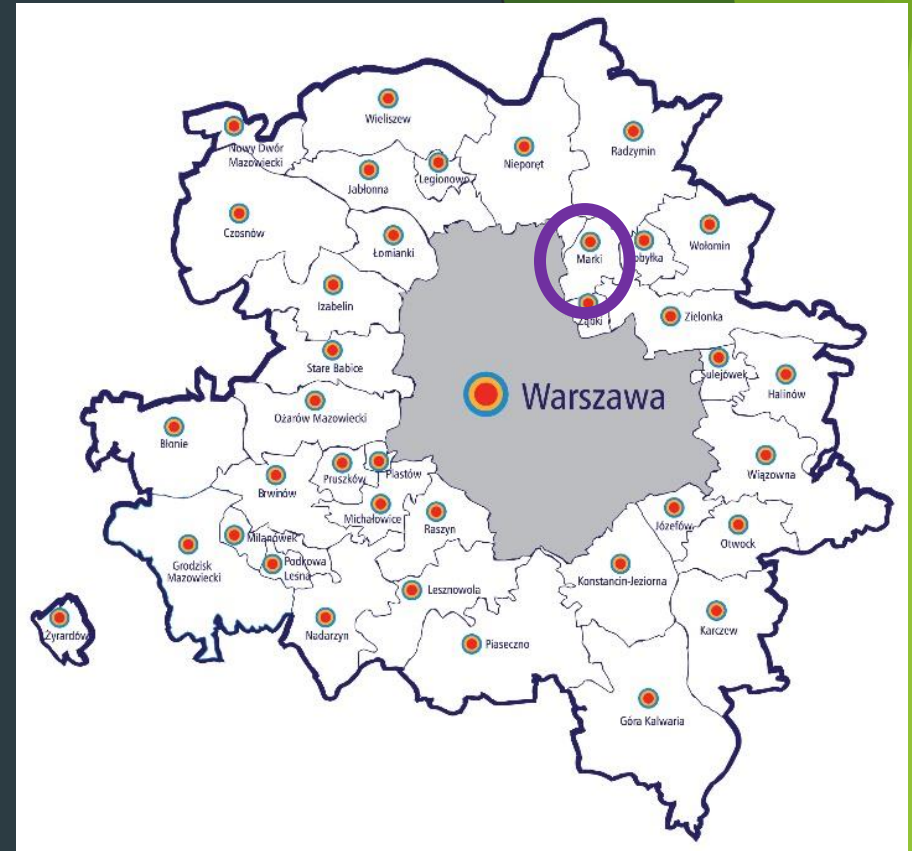 Wieliszew
Nowy Dwór
Mazowiecki
Nieporęt
Radzymin
Jabłonna
Legionowo
Czosnów
Łomianki
Marki
Wołomin
Izabelin
Ząbki
Zielonka
Stare Babice
Sulejówek
Halinów
Warszawa
Ożarów Mazowiecki
Błonie
Wiązowna
Brwinów
Pruszków
Piastów
Michałowice
Raszyn
Józefów
Otwock
Milanówek
Grodzisk
Mazowiecki
Podkowa
Leśna
Konstancin-Jeziorna
Lesznowola
Żyrardów
Nadarzyn
Piaseczno
Karczew
Góra Kalwaria